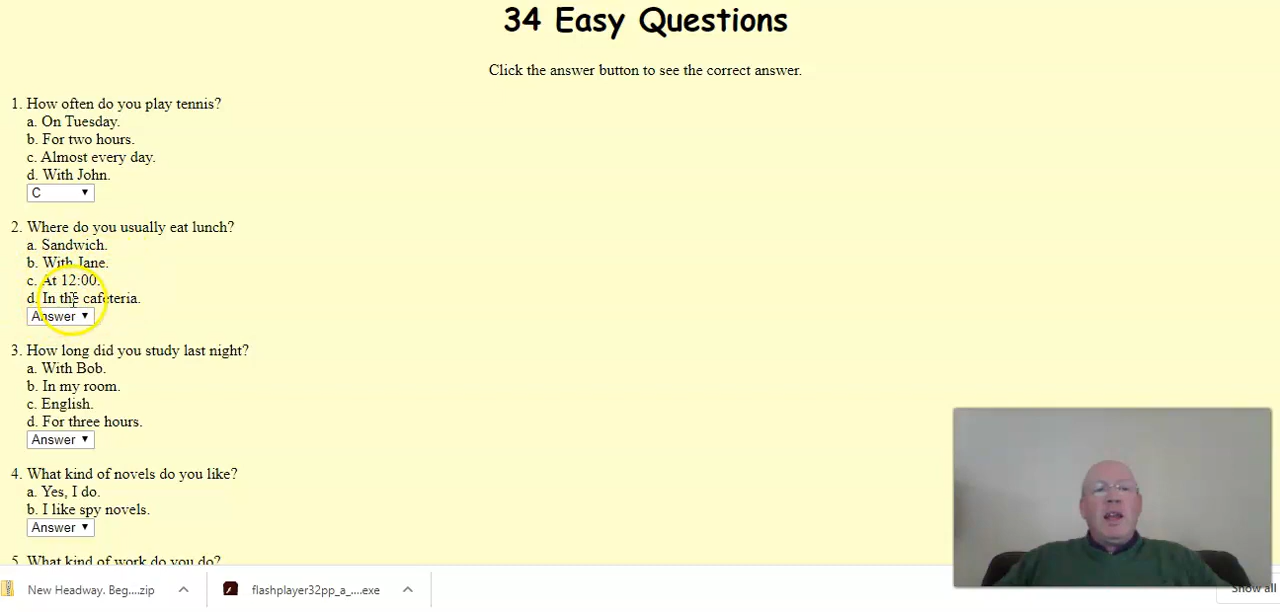 34 Easy Questions
Click the answer button to see the correct answer.
1. How often do you play tennis?
a. On Tuesday.
b. For two hours.
c. Almost every day.
d. With John.
C
2. Where do you usually eat lunch?
a. Sandwich.
b. With Jane.
c. At 12:00.
d. In the cafeteria.
Answer
3. How long did you study last night?
a. With Bob.
b. In my room.
c. English.
d. For three hours.
Answer
4. What kind of novels do you like?
a. Yes, I do.
b. I like spy novels.
Answer
5. What kind of work do you do?
New Headway. Beg....zip
flashplayer32pp_a_....exe
Show all